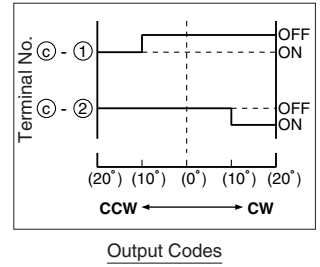 Terminal No.
ⓒ - ① OFF
ON
ⓒ - ② OFF
ON
(20˚) (10˚) (0˚) (10˚) (20˚)
CCW CW
Output Codes